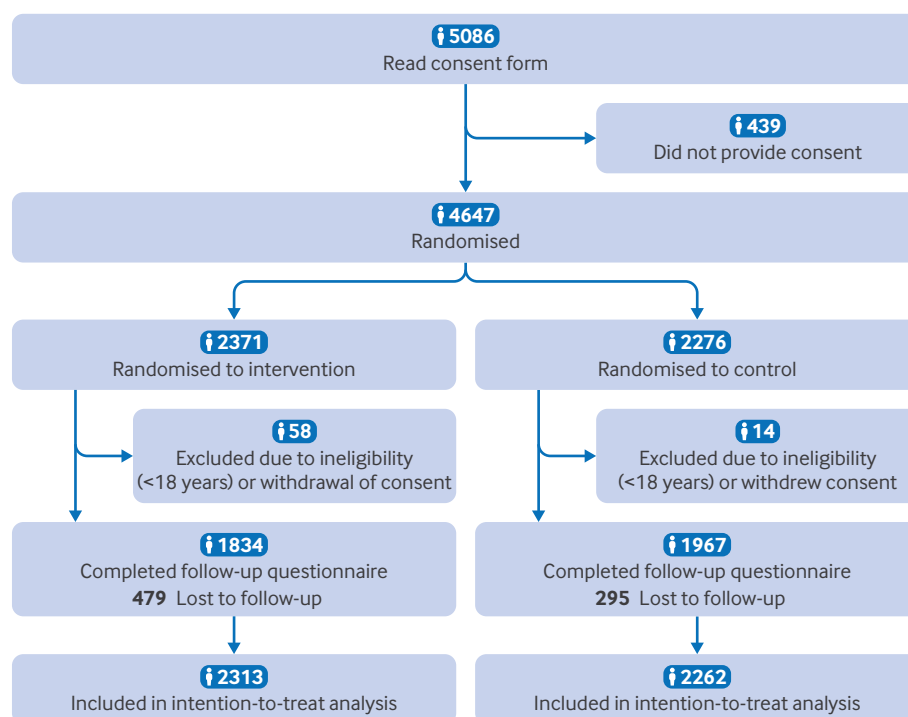 5086
Read consent form
439
Did not provide consent
4647
Randomised
2371
Randomised to intervention
2276
Randomised to control
58
Excluded due to ineligibility
(<18 years) or withdrawal of consent
14
Excluded due to ineligibility
(<18 years) or withdrew consent
1834
Completed follow-up questionnaire
479 Lost to follow-up
1967
Completed follow-up questionnaire
295 Lost to follow-up
2313
Included in intention-to-treat analysis
2262
Included in intention-to-treat analysis